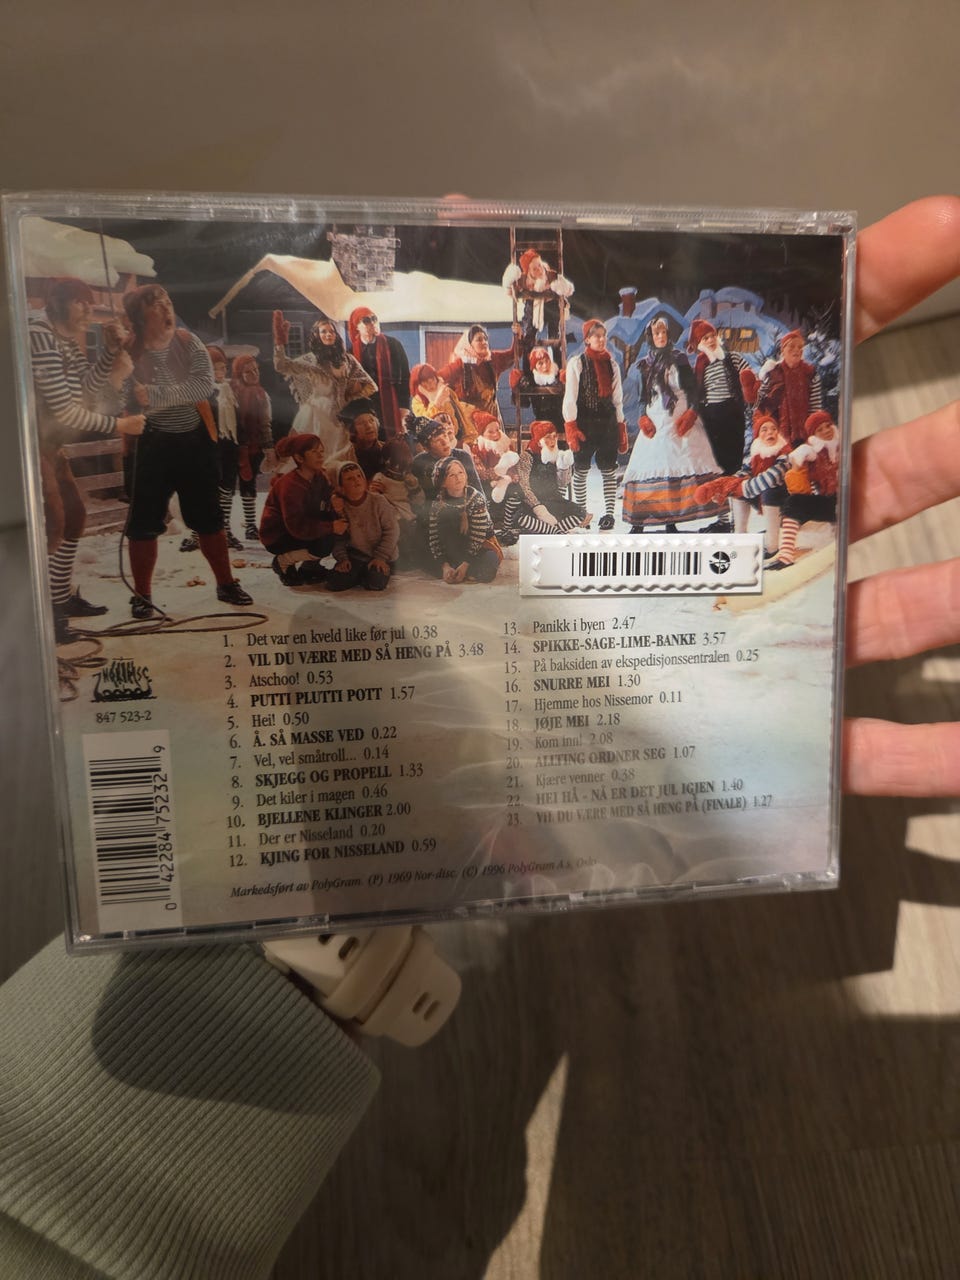 1. Det var en kveld like før jul 0.38
2. VIL DU VÆRE MED SÅ HENG PÅ 3.48
3. Atschoo! 0.53
4. PUTTI PLUTTI POTT 1.57
5. Hei! 0.50
6. Å. SÅ MASSE VED 0.22
7. Vel, vel småtroll... 0.14
8. SKJEGG OG PROPELL 1.33
9. Det kiler i magen 0.46
10. BJELLENE KLINGER 2.00
11. Der er Nisseland 0.20
12. KJING FOR NISSELAND 0.59
13. Panikk i byen 2.47
14. SPIKKE-SAGE-LIME-BANKE 3.57
15. På baksiden av ekspedisjonssentralen 0.25
16. SNURRE MEI 1.30
17. Hjemme hos Nissemor 0.11
18. JØJE MEI 2.18
19. Kom inn! 2.08
20. ALLTING ORDNER SEG 1.07
21. Kjære venner 0.38
22. HEI HÅ - NÅ ER DET JUL IGJEN 1.40
23. VIL DU VÆRE MED SÅ HENG PÅ (FINALE) 1.27
NORDISC
847 523-2
0 42284 75232 9
Markedsført av PolyGram. (P) 1969 Nor-disc. (C) 1996 PolyGram A.s, Oslo